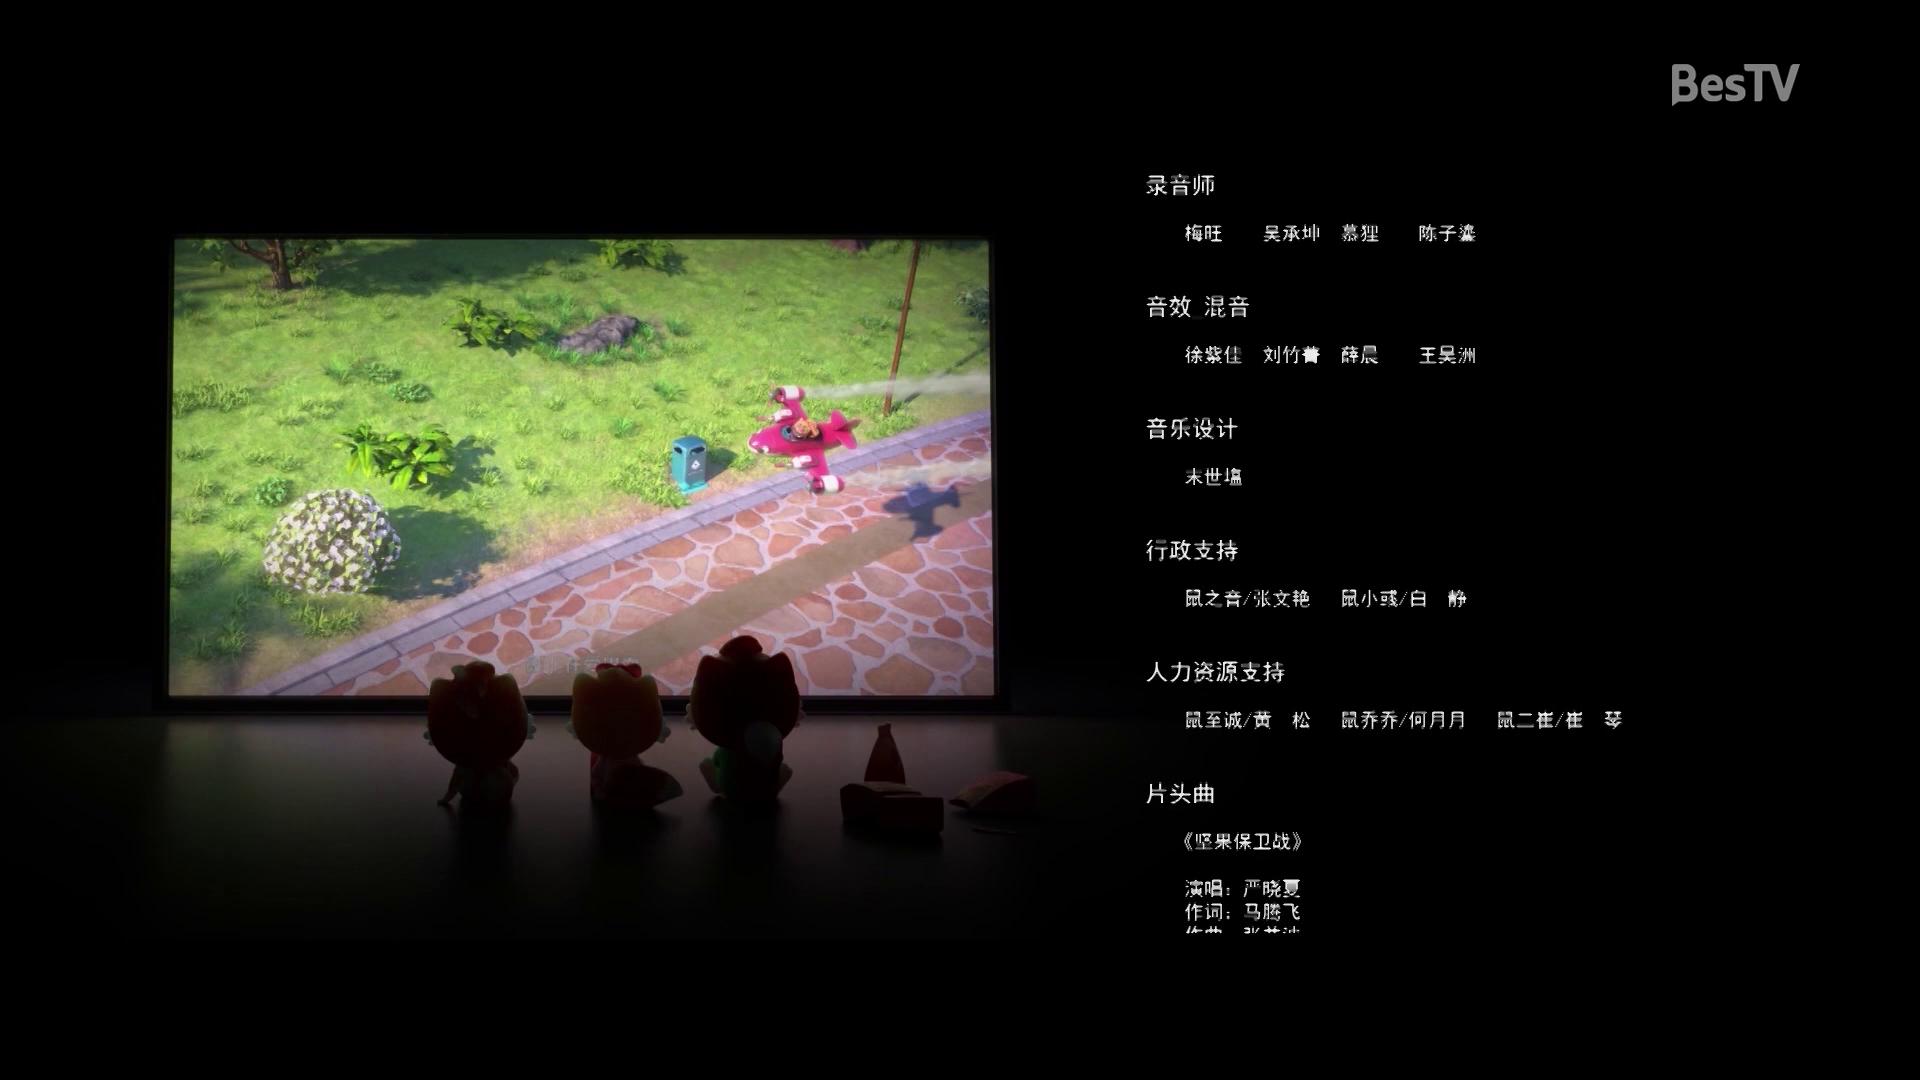 BesTV
录音师
梅旺 吴承坤 慕狸 陈子瀛
音效 混音
徐紫佳 刘竹菁 薛晨 王昊洲
音乐设计
末世塭
行政支持
鼠之音/张文艳 鼠小彧/白 静
人力资源支持
鼠至诚/黄 松 鼠乔乔/何月月 鼠二崔/崔 琴
片头曲
《坚果保卫战》
演唱：严晓夏
作词：马腾飞